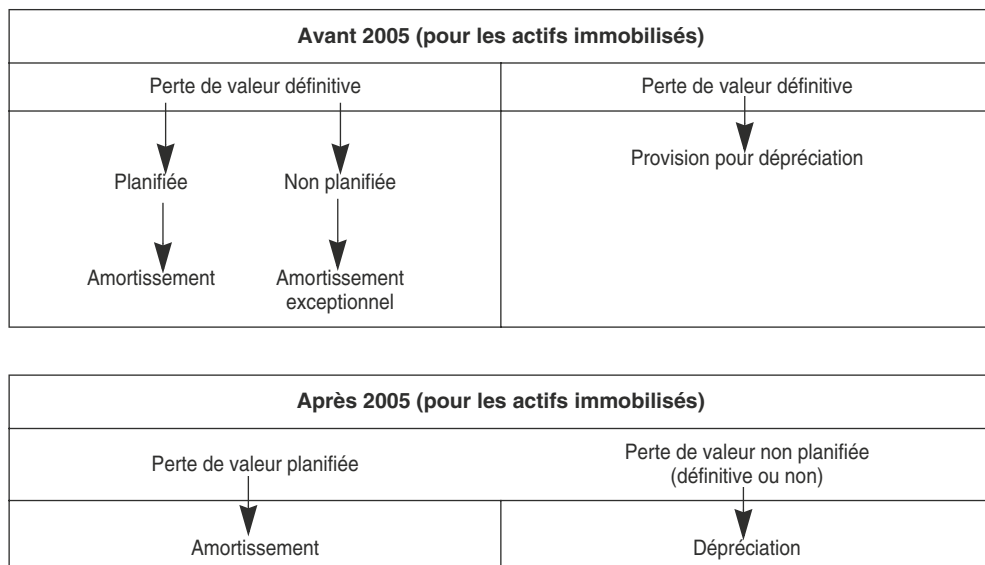 Avant 2005 (pour les actifs immobilisés)
Perte de valeur définitive
Perte de valeur définitive
Planifiée
Non planifiée
Provision pour dépréciation
Amortissement
Amortissement
exceptionnel
Après 2005 (pour les actifs immobilisés)
Perte de valeur planifiée
Perte de valeur non planifiée
(définitive ou non)
Amortissement
Dépréciation